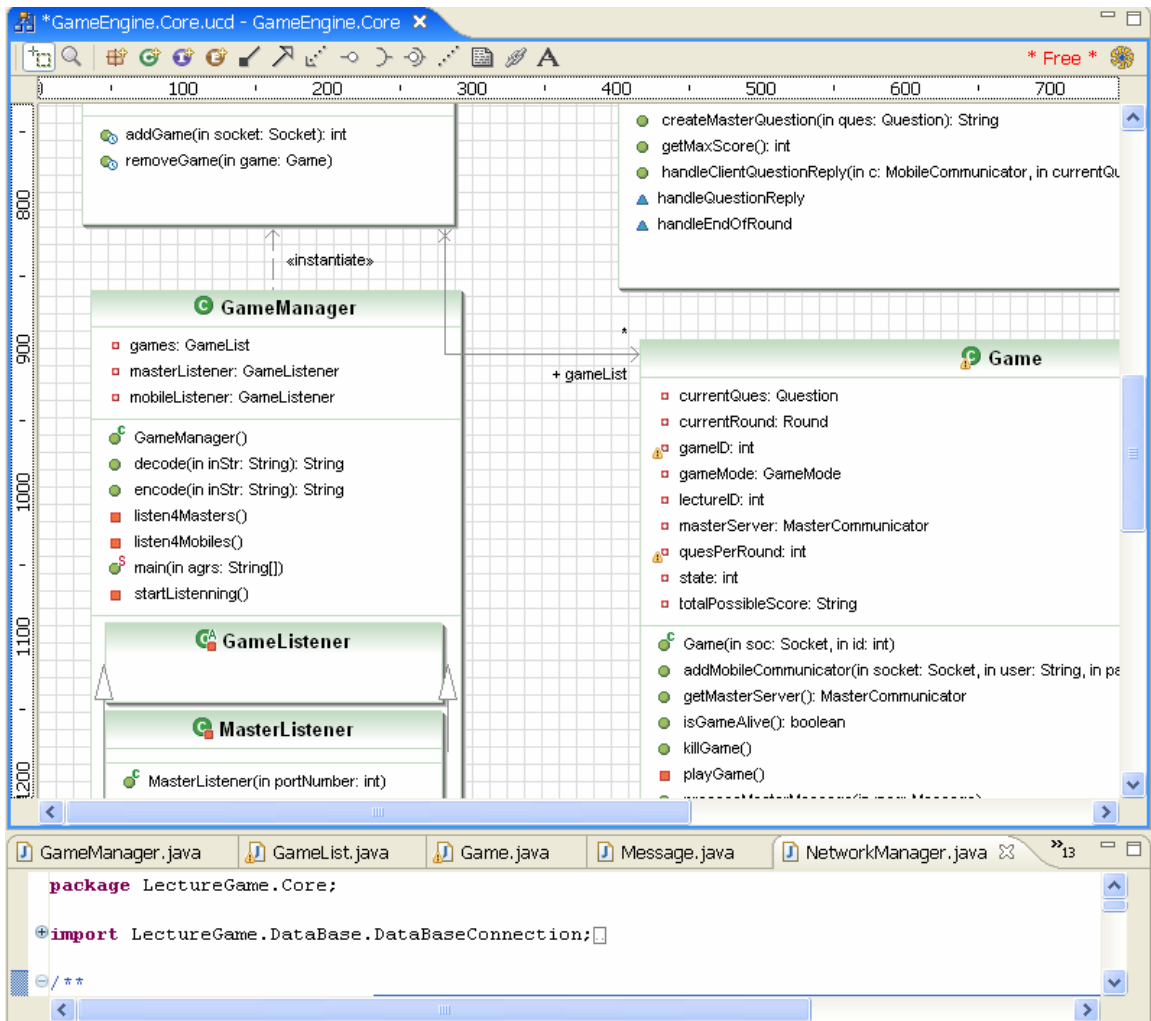 *GameEngine.Core.ucd - GameEngine.Core
* Free *
0 100 200 300 400 500 600 700
800
900
1000
1100
1200
addGame(in socket: Socket): int
removeGame(in game: Game)
createMasterQuestion(in ques: Question): String
getMaxScore(): int
handleClientQuestionReply(in c: MobileCommunicator, in currentQu
handleQuestionReply
handleEndOfRound
«instantiate»
*
+ gameList
GameManager
games: GameList
masterListener: GameListener
mobileListener: GameListener
GameManager()
decode(in inStr: String): String
encode(in inStr: String): String
listen4Masters()
listen4Mobiles()
main(in agrs: String[])
startListenning()
GameListener
MasterListener
MasterListener(in portNumber: int)
Game
currentQues: Question
currentRound: Round
gameID: int
gameMode: GameMode
lectureID: int
masterServer: MasterCommunicator
quesPerRound: int
state: int
totalPossibleScore: String
Game(in soc: Socket, in id: int)
addMobileCommunicator(in socket: Socket, in user: String, in pa
getMasterServer(): MasterCommunicator
isGameAlive(): boolean
killGame()
playGame()
GameManager.java GameList.java Game.java Message.java NetworkManager.java »13
package LectureGame.Core;
import LectureGame.DataBase.DataBaseConnection;
/**